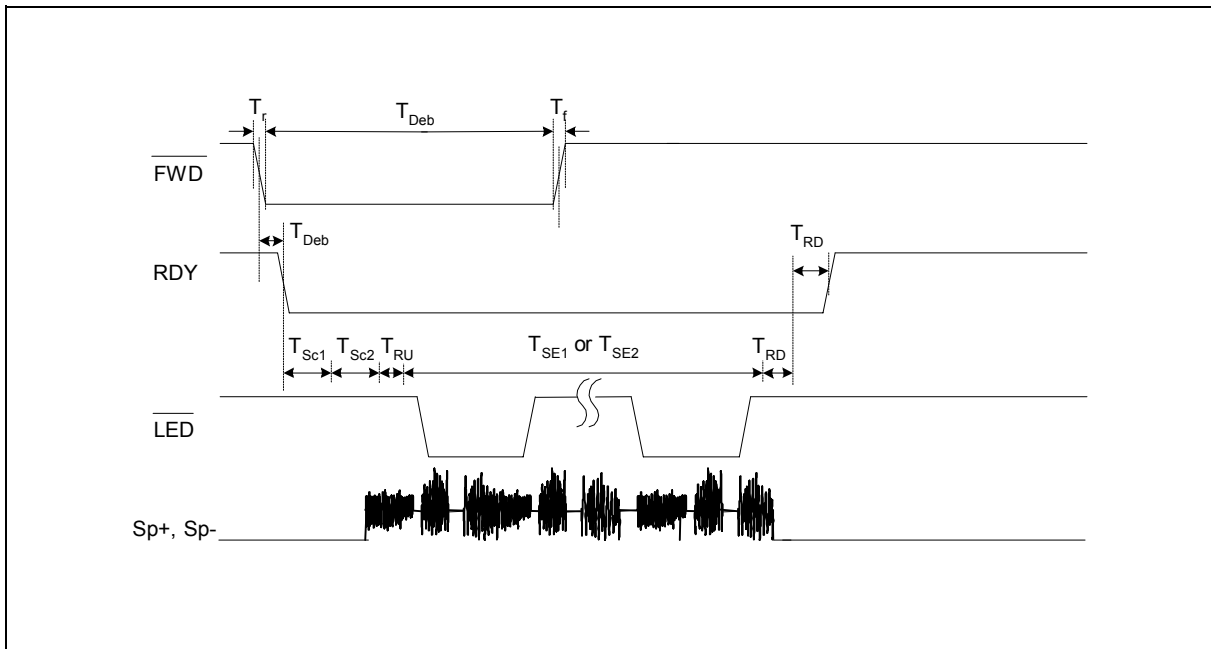 Tr TDeb Tf
FWD
TDeb TRD
RDY
TSc1 TSc2 TRU TSE1 or TSE2 TRD
LED
Sp+, Sp-